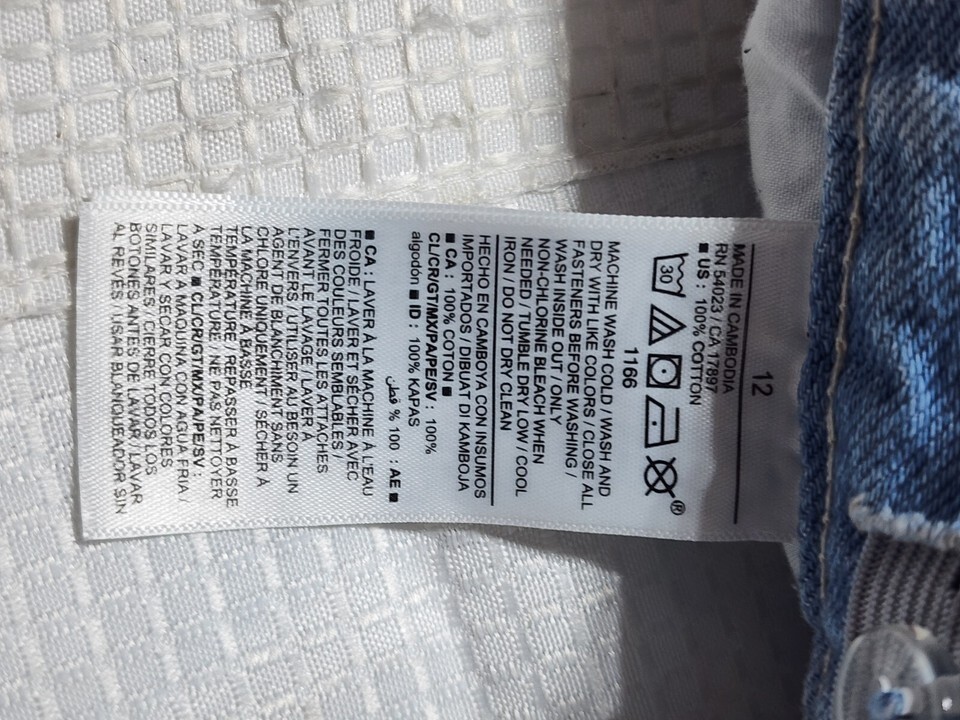 12
MADE IN CAMBODIA
RN 54023 / CA 17897
■ US : 100% COTTON
30
®
1166
MACHINE WASH COLD / WASH AND
DRY WITH LIKE COLORS / CLOSE ALL
FASTENERS BEFORE WASHING /
WASH INSIDE OUT / ONLY
NON-CHLORINE BLEACH WHEN
NEEDED / TUMBLE DRY LOW / COOL
IRON / DO NOT DRY CLEAN
HECHO EN CAMBOYA CON INSUMOS
IMPORTADOS / DIBUAT DI KAMBOJA
■ CA : 100% COTON ■
CL/CR/GT/MX/PA/PE/SV : 100%
algodón ■ ID : 100% KAPAS
■ AE : 100 % قطن
■ CA : LAVER À LA MACHINE À L'EAU
FROIDE / LAVER ET SÉCHER AVEC
DES COULEURS SEMBLABLES /
FERMER TOUTES LES ATTACHES
AVANT LE LAVAGE / LAVER À
L'ENVERS / UTILISER AU BESOIN UN
AGENT DE BLANCHIMENT SANS
CHLORE UNIQUEMENT / SÉCHER À
LA MACHINE À BASSE
TEMPÉRATURE / REPASSER À BASSE
TEMPÉRATURE / NE PAS NETTOYER
À SEC ■ CL/CR/GT/MX/PA/PE/SV :
LAVAR A MAQUINA CON AGUA FRIA /
LAVAR Y SECAR CON COLORES
SIMILARES / CIERRE TODOS LOS
BOTONES ANTES DE LAVAR / LAVAR
AL REVÉS / USAR BLANQUEADOR SIN